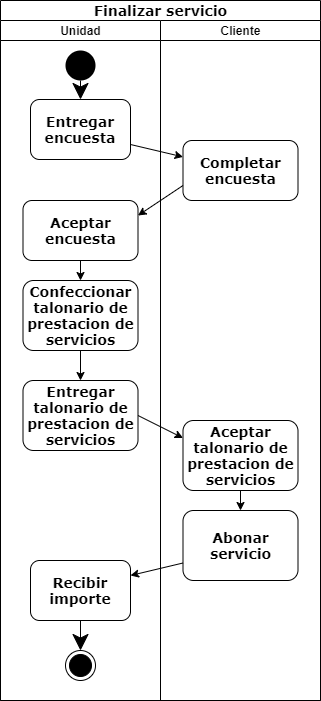 Finalizar servicio
Unidad
Cliente
Entregar
encuesta
Completar
encuesta
Aceptar
encuesta
Confeccionar
talonario de
prestacion de
servicios
Entregar
talonario de
prestacion de
servicios
Aceptar
talonario de
prestacion de
servicios
Abonar
servicio
Recibir
importe